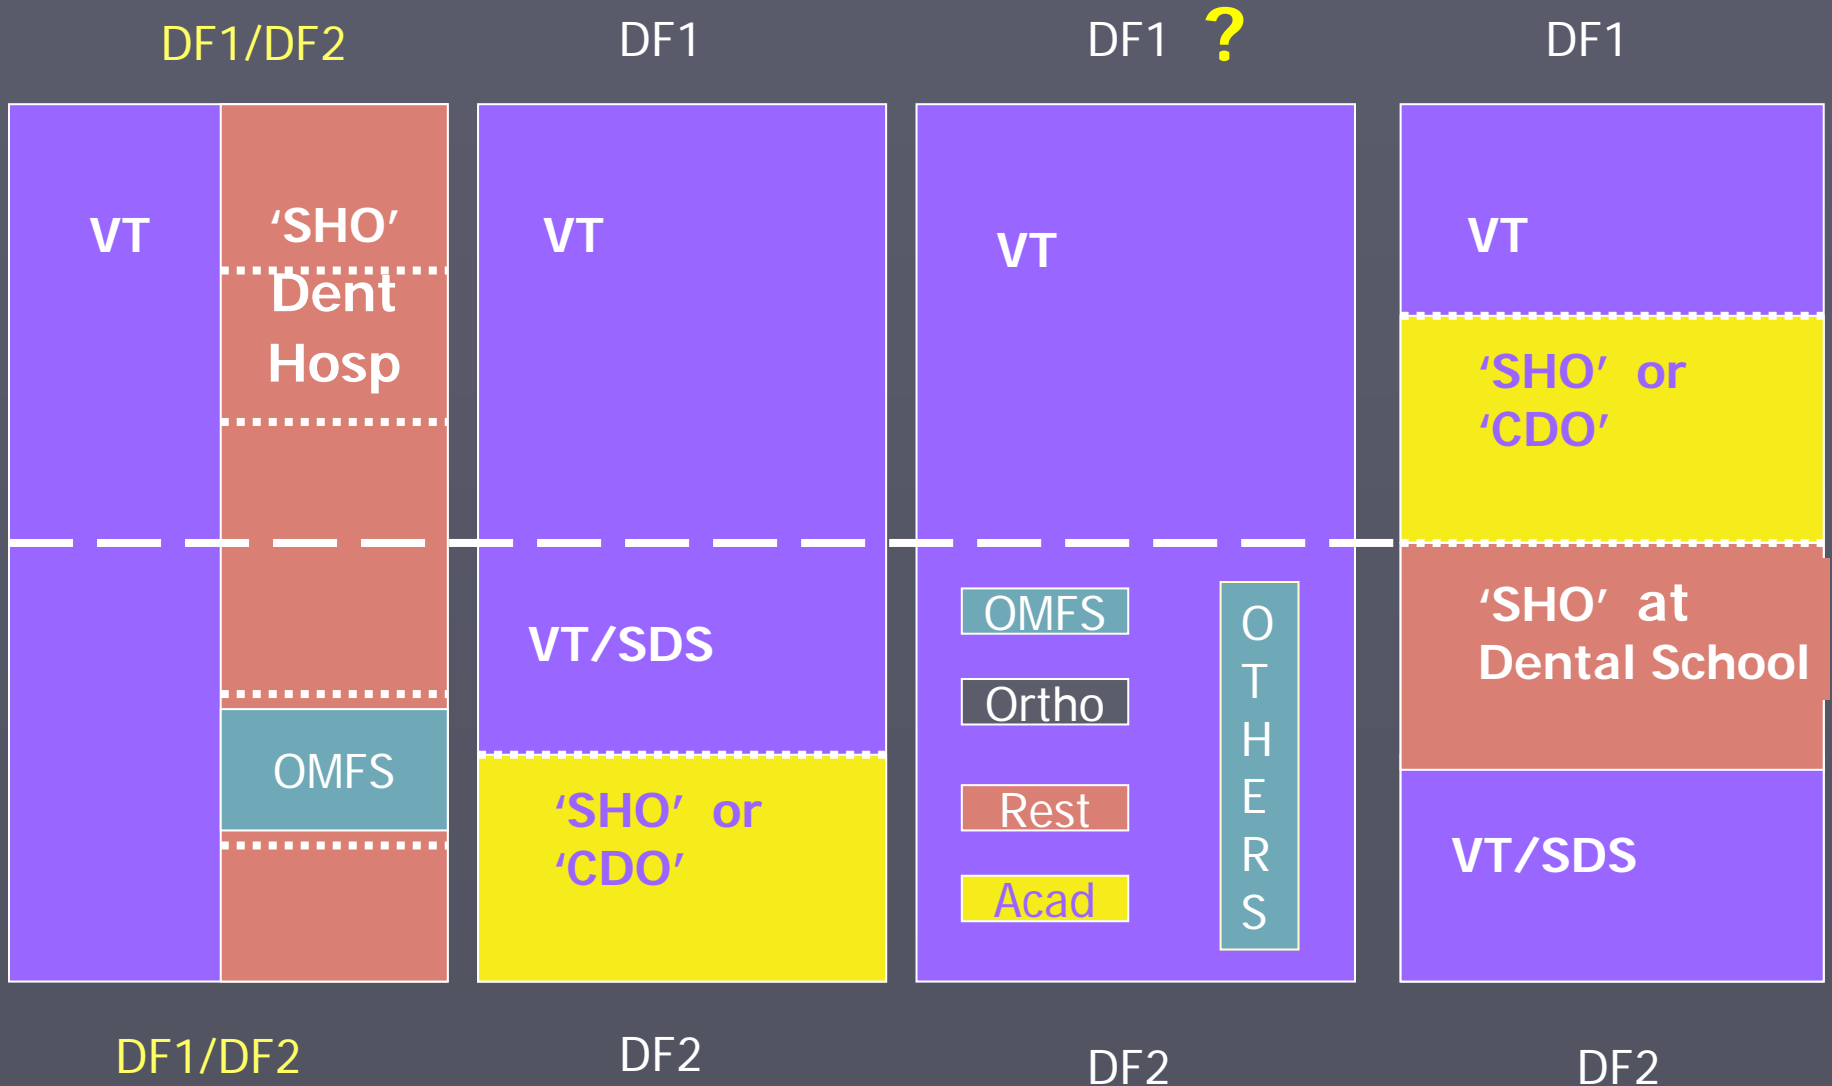 DF1/DF2
DF1
DF1 ?
DF1
VT
‘SHO’
Dent
Hosp
OMFS
VT
VT/SDS
‘SHO’ or
‘CDO’
VT
OMFS
Ortho
Rest
Acad
O
T
H
E
R
S
VT
‘SHO’ or
‘CDO’
‘SHO’ at
Dental School
VT/SDS
DF1/DF2
DF2
DF2
DF2